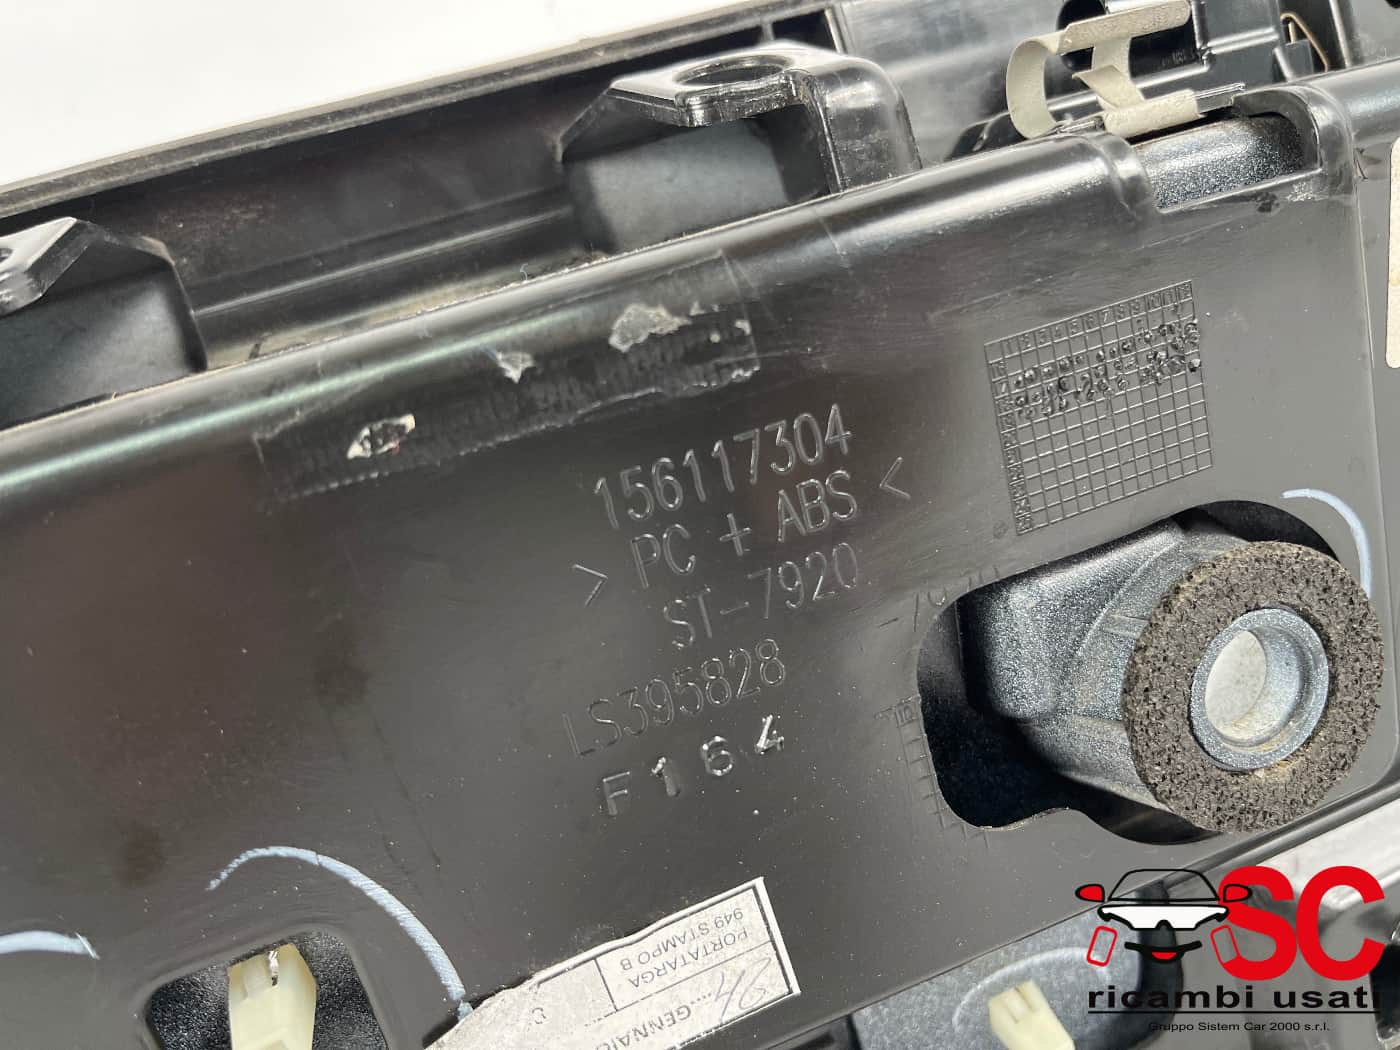 156117304
> PC + ABS <
ST-7920
LS395828
F164
949 STAMPO B
PORTATARGA
SC
ricambi usati
Gruppo Sistem Car 2000 s.r.l.